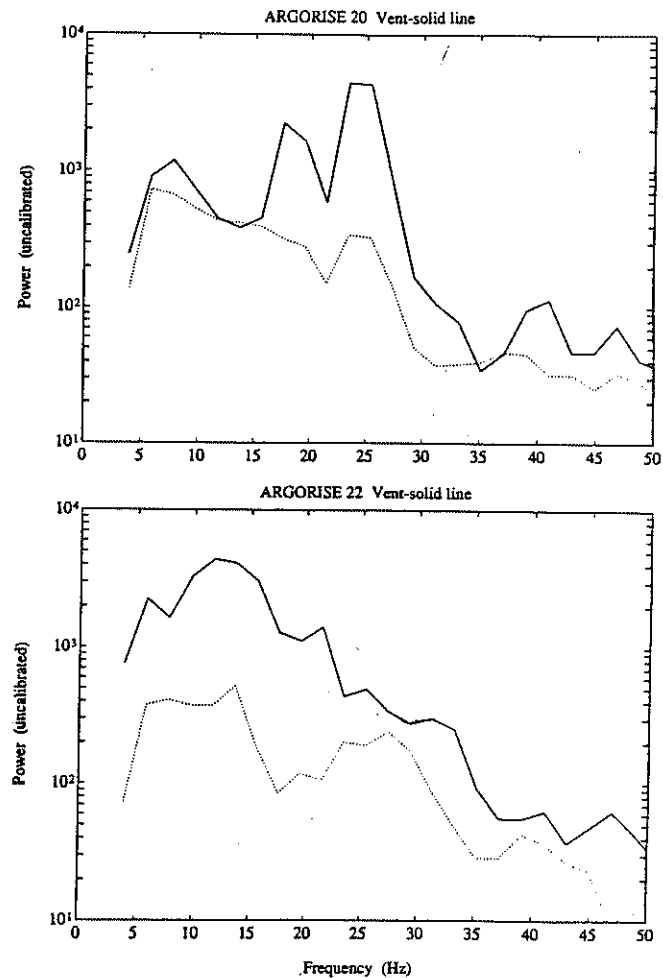 ARGORISE 20 Vent-solid line
10⁴
10³
10²
10¹
Power (uncalibrated)
0 5 10 15 20 25 30 35 40 45 50
ARGORISE 22 Vent-solid line
10⁴
10³
10²
10¹
Power (uncalibrated)
0 5 10 15 20 25 30 35 40 45 50
Frequency (Hz)